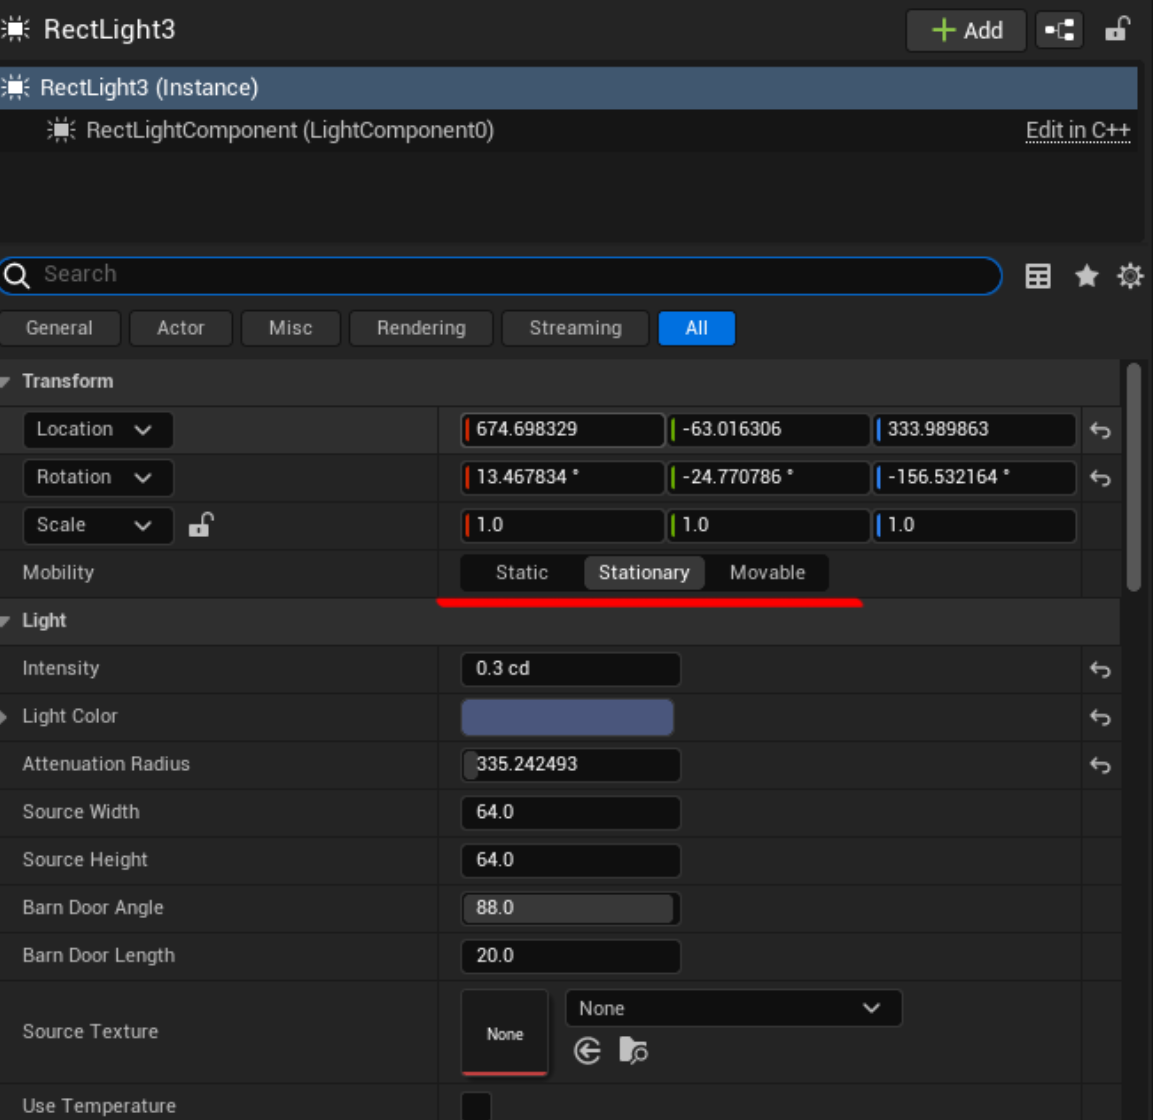 RectLight3
Add
RectLight3 (Instance)
RectLightComponent (LightComponent0)
Edit in C++
Search
General
Actor
Misc
Rendering
Streaming
All
Transform
Location
674.698329
-63.016306
333.989863
Rotation
13.467834 °
-24.770786 °
-156.532164 °
Scale
1.0
1.0
1.0
Mobility
Static
Stationary
Movable
Light
Intensity
0.3 cd
Light Color
Attenuation Radius
335.242493
Source Width
64.0
Source Height
64.0
Barn Door Angle
88.0
Barn Door Length
20.0
Source Texture
None
None
Use Temperature